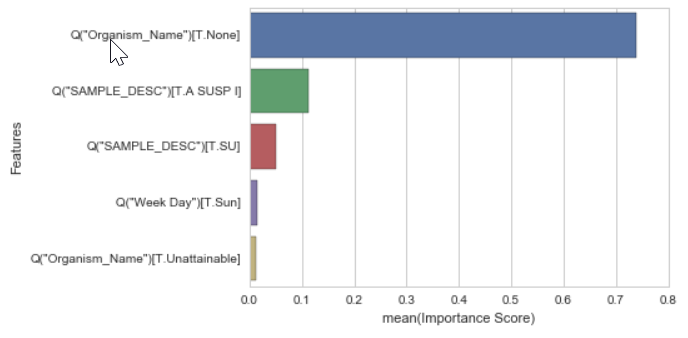 Q("Organism_Name")[T.None]
Q("SAMPLE_DESC")[T.A SUSP I]
Q("SAMPLE_DESC")[T.SU]
Q("Week Day")[T.Sun]
Q("Organism_Name")[T.Unattainable]
Features
0.0 0.1 0.2 0.3 0.4 0.5 0.6 0.7 0.8
mean(Importance Score)